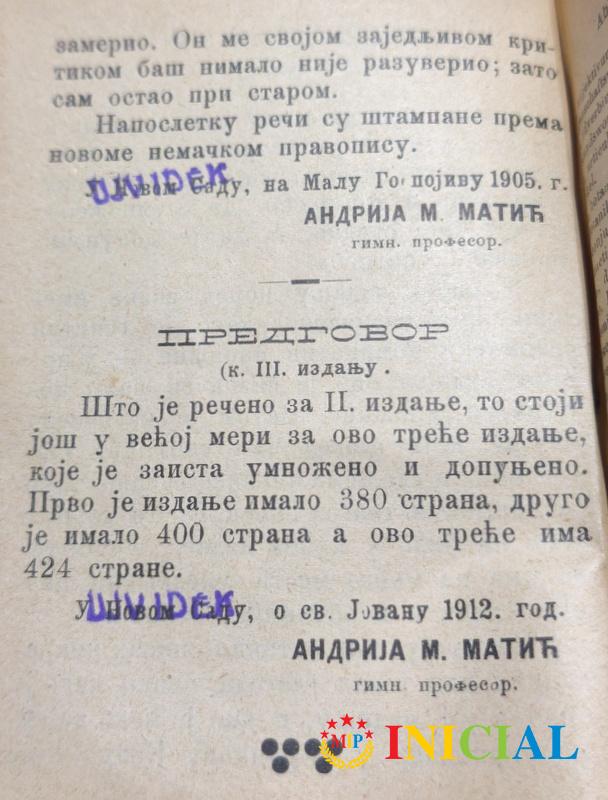 замерио. Он ме својом заједљивом кри-
тиком баш нимало није разуверио; зато
сам остао при старом.
Напослетку речи су штампане према
новоме немачком правопису.
У Новом Саду, на Малу Госпојину 1905. г.
UJVIDEK
АНДРИЈА М. МАТИЋ
гимн. професор.
ПРЕДГОВОР
(к. III. издању.
Што је речено за II. издање, то стоји
још у већој мери за ово треће издање,
које је заиста умножено и допуњено.
Прво је издање имало 380 страна, друго
је имало 400 страна а ово треће има
424 стране.
У Новом Саду, о св. Јовану 1912. год.
UJVIDEK
АНДРИЈА М. МАТИЋ
гимн. професор.
MIP INICIAL